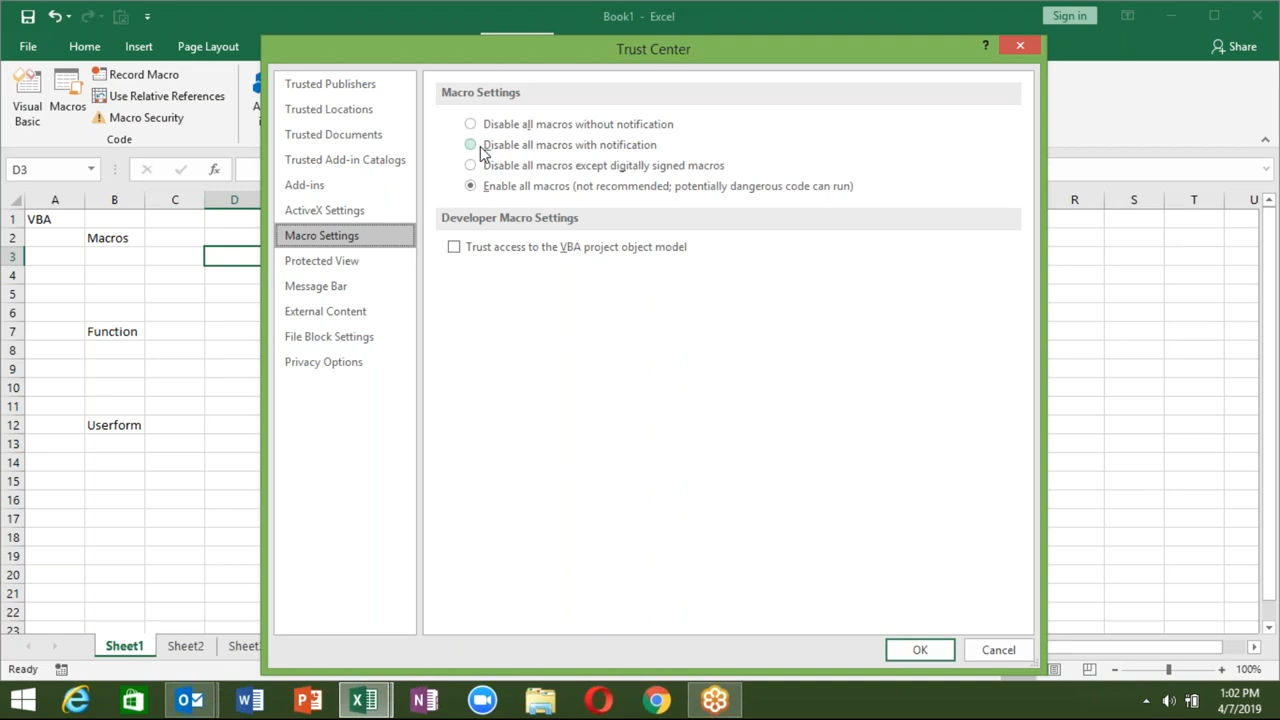 Book1 - Excel
Sign in
File Home Insert Page Layout
Share
Trust Center
?
Visual Basic
Macros
Record Macro
Use Relative References
Macro Security
Code
D3
fx
A B C D R S T U
1 VBA
2 Macros
3
4
5
6
7 Function
8
9
10
11
12 Userform
13
14
15
16
17
18
19
20
21
22
23
Trusted Publishers
Trusted Locations
Trusted Documents
Trusted Add-in Catalogs
Add-ins
ActiveX Settings
Macro Settings
Protected View
Message Bar
External Content
File Block Settings
Privacy Options
Macro Settings
Disable all macros without notification
Disable all macros with notification
Disable all macros except digitally signed macros
Enable all macros (not recommended; potentially dangerous code can run)
Developer Macro Settings
Trust access to the VBA project object model
OK Cancel
Sheet1 Sheet2
Ready
100%
1:02 PM
4/7/2019